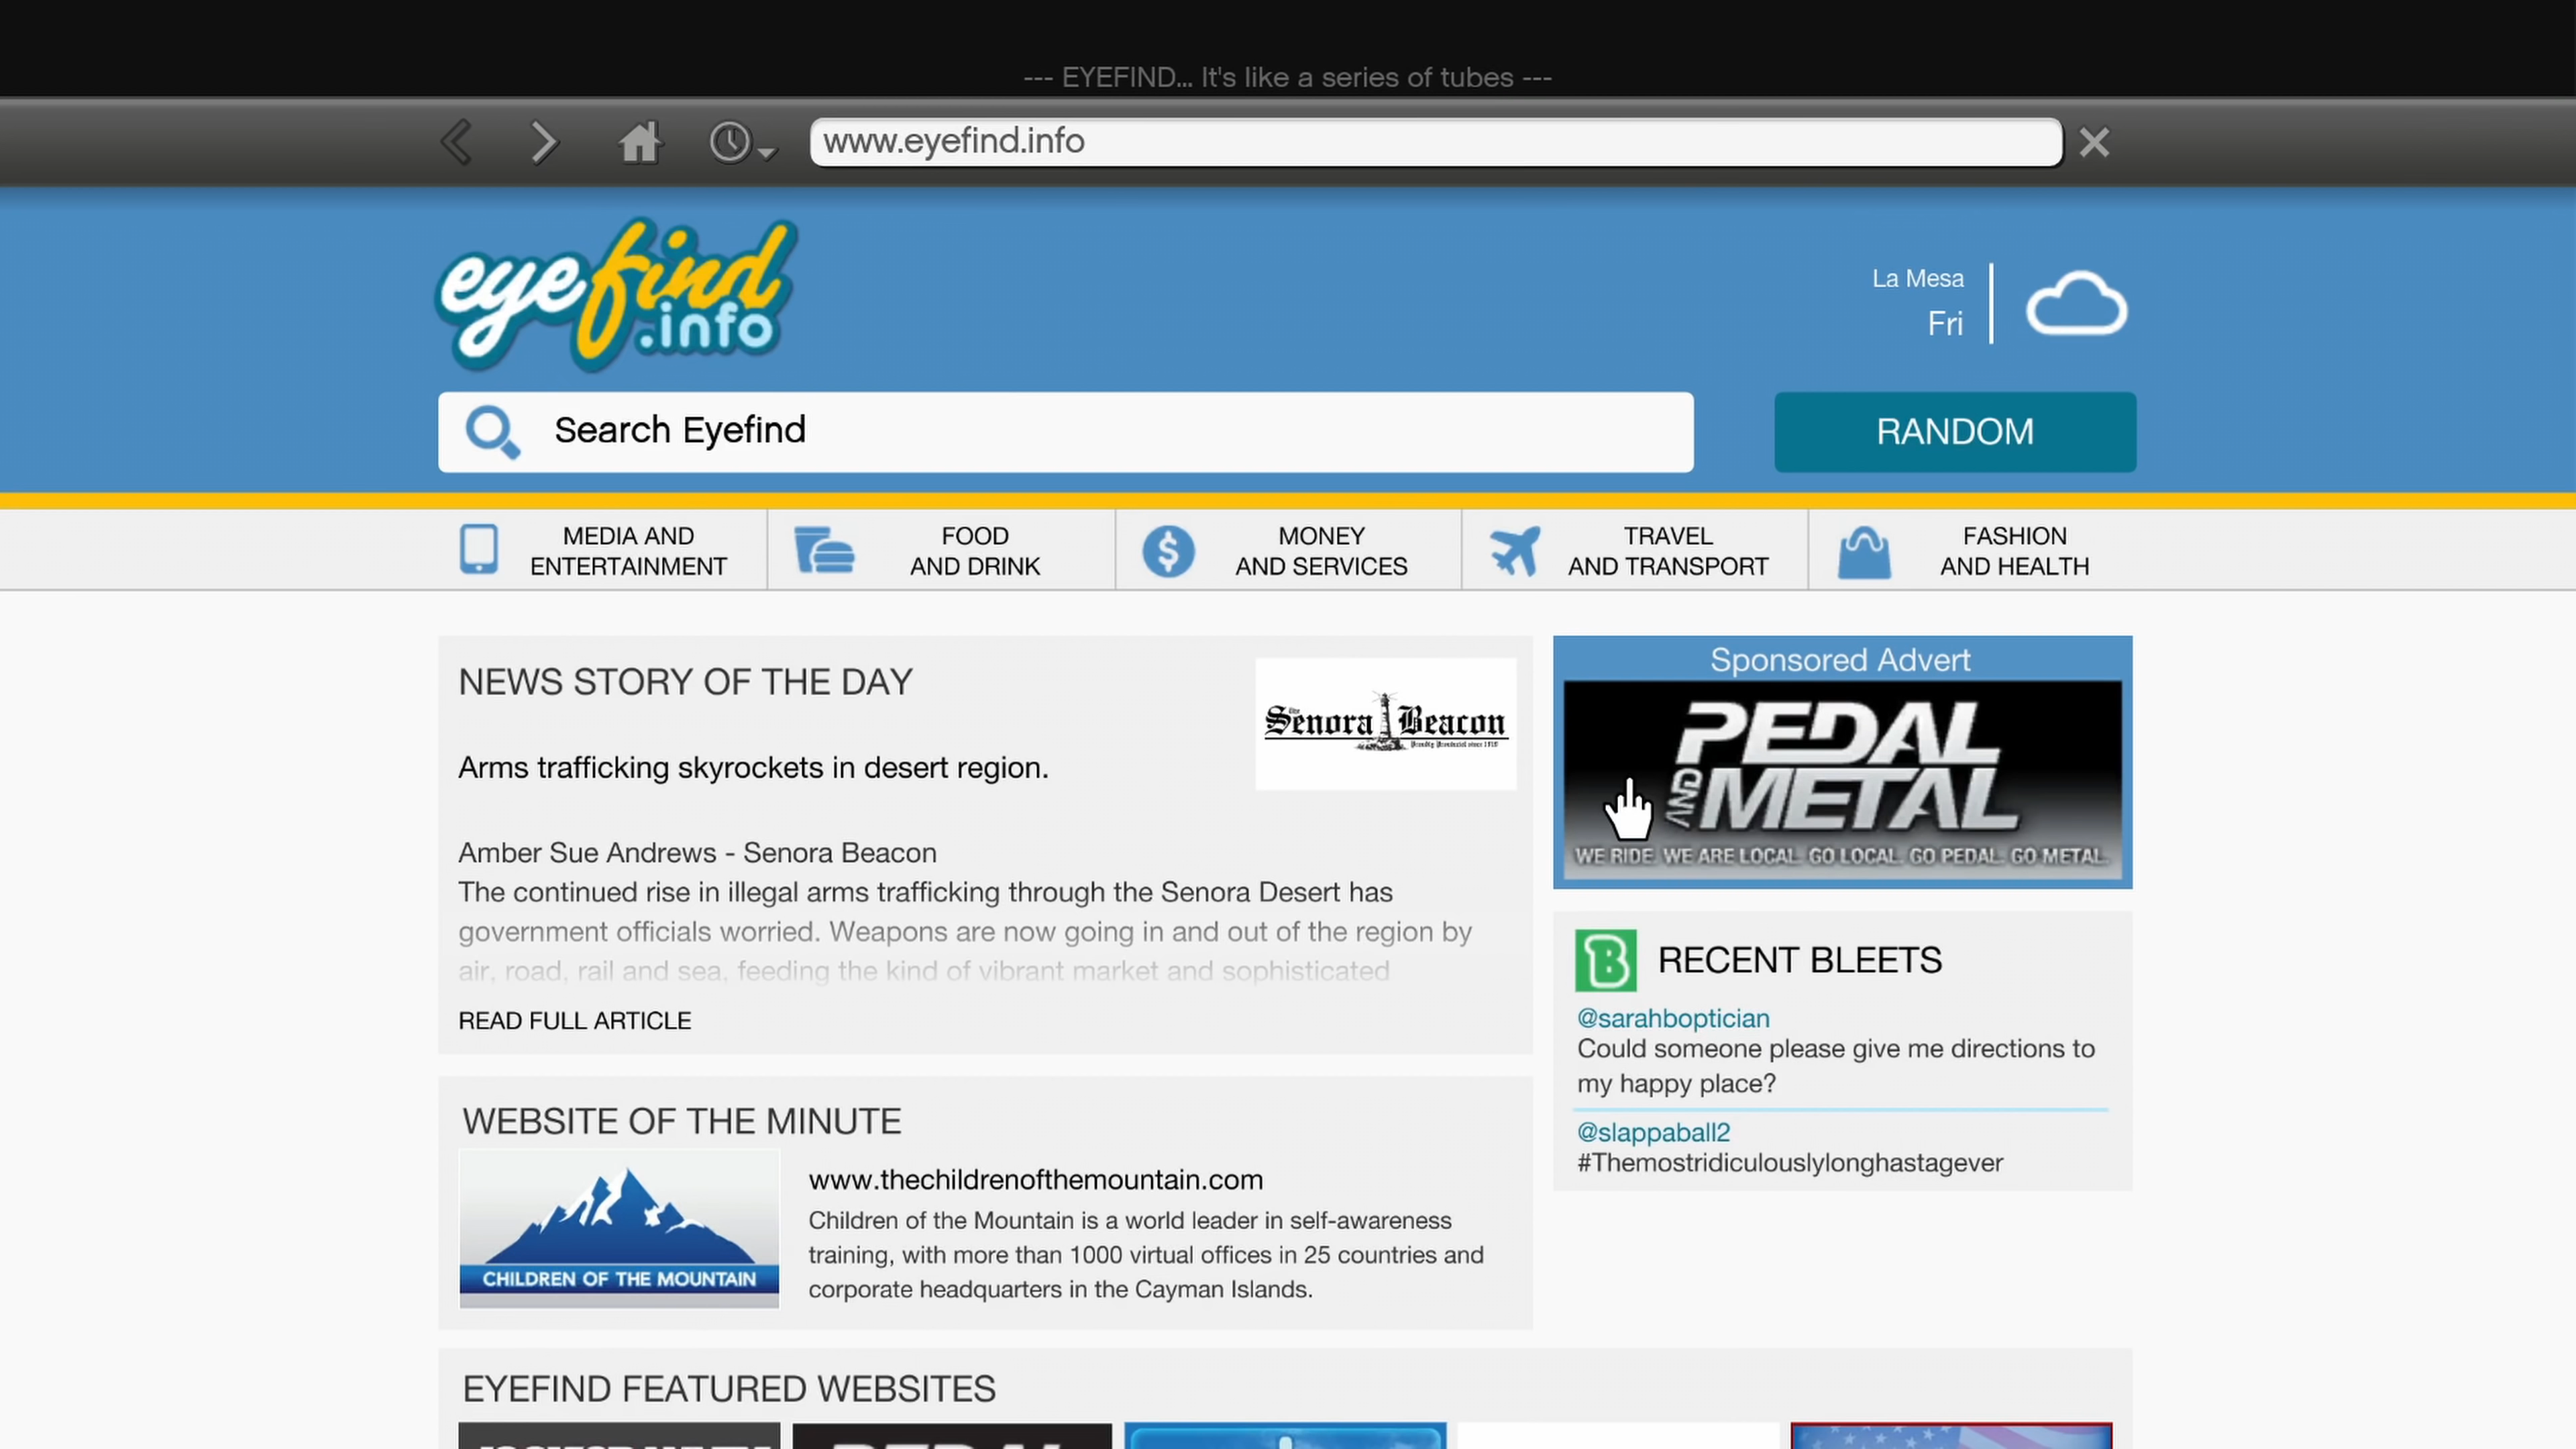 --- EYEFIND... It's like a series of tubes ---
www.eyefind.info
eyefind
.info
La Mesa
Fri
Search Eyefind
RANDOM
MEDIA AND
ENTERTAINMENT
FOOD
AND DRINK
MONEY
AND SERVICES
TRAVEL
AND TRANSPORT
FASHION
AND HEALTH
NEWS STORY OF THE DAY
The Senora Beacon
Proudly Provincial since 1919
Arms trafficking skyrockets in desert region.
Amber Sue Andrews - Senora Beacon
The continued rise in illegal arms trafficking through the Senora Desert has
government officials worried. Weapons are now going in and out of the region by
air, road, rail and sea, feeding the kind of vibrant market and sophisticated
READ FULL ARTICLE
Sponsored Advert
PEDAL
AND METAL
WE RIDE. WE ARE LOCAL. GO LOCAL. GO PEDAL. GO METAL.
B RECENT BLEETS
@sarahboptician
Could someone please give me directions to
my happy place?
@slappaball2
#Themostridiculouslylonghastagever
WEBSITE OF THE MINUTE
CHILDREN OF THE MOUNTAIN
www.thechildrenofthemountain.com
Children of the Mountain is a world leader in self-awareness
training, with more than 1000 virtual offices in 25 countries and
corporate headquarters in the Cayman Islands.
EYEFIND FEATURED WEBSITES
PEDAL